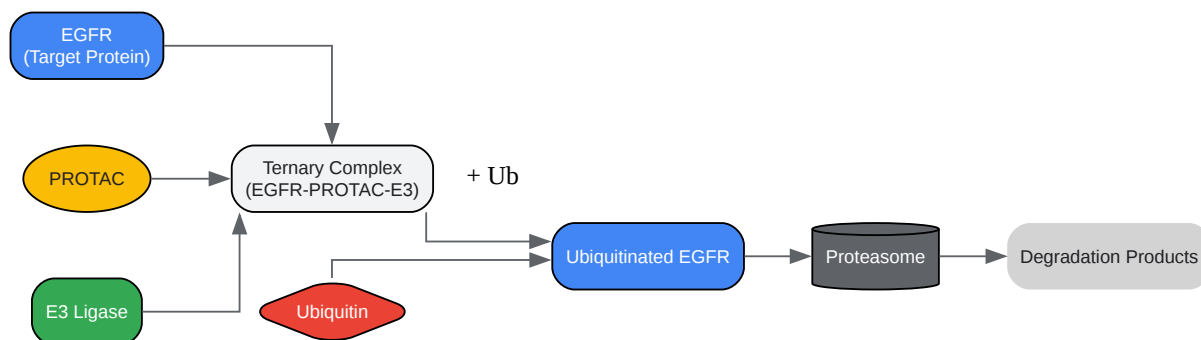 EGFR
(Target Protein)
PROTAC
Ternary Complex
(EGFR-PROTAC-E3)
+ Ub
E3 Ligase
Ubiquitin
Ubiquitinated EGFR
Proteasome
Degradation Products